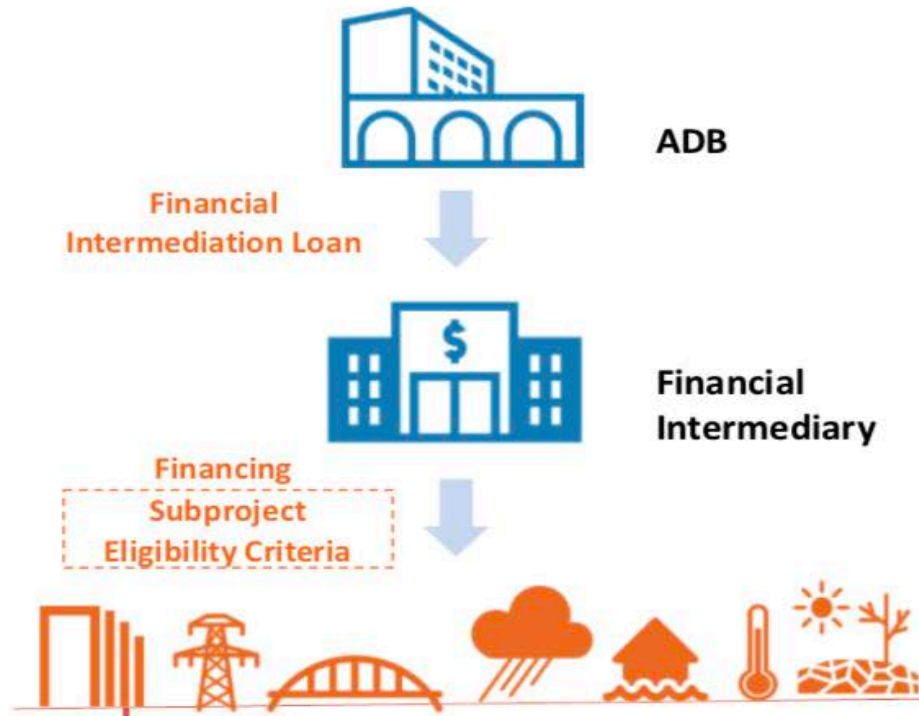 ADB
Financial
Intermediation Loan
$
Financial
Intermediary
Financing
Subproject
Eligibility Criteria